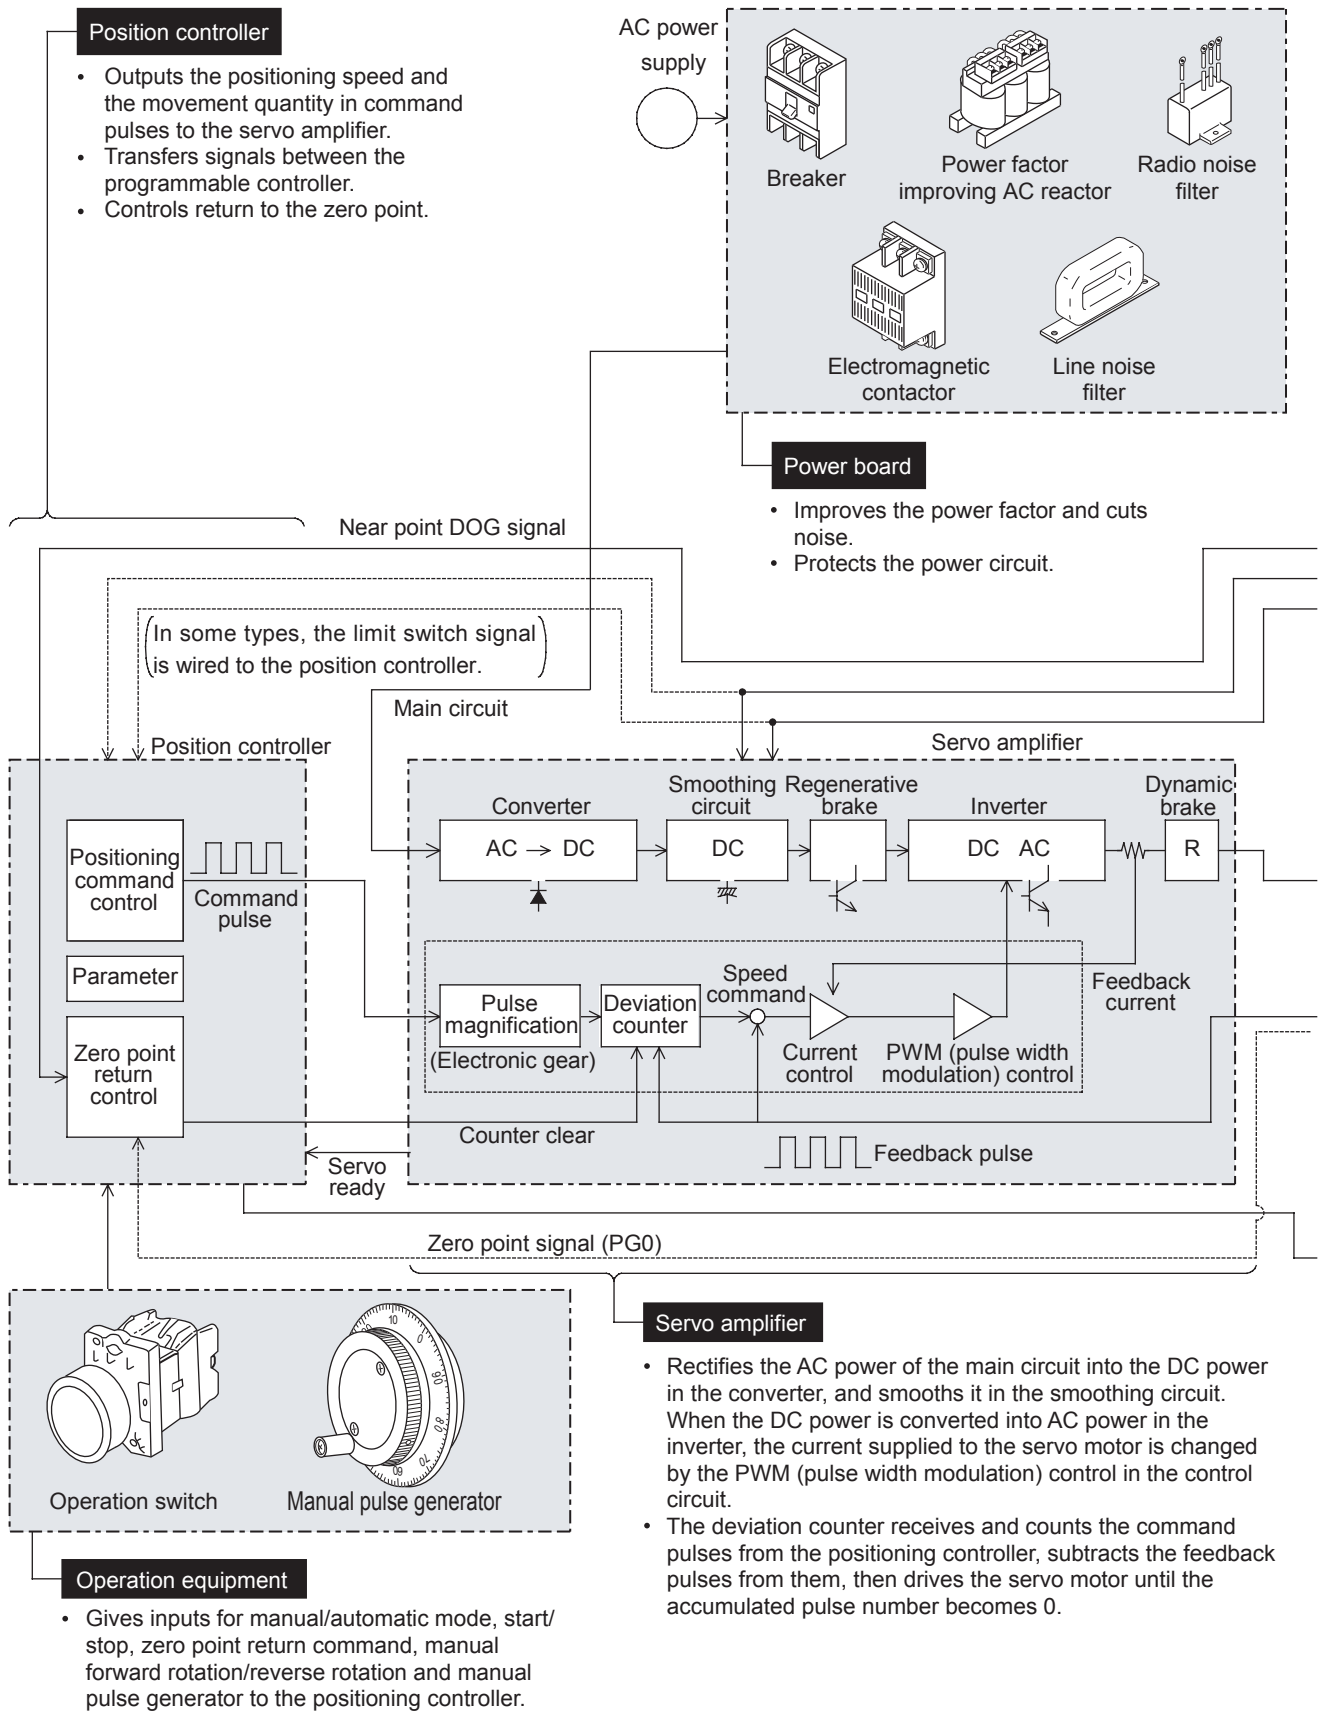 Position controller
• Outputs the positioning speed and
the movement quantity in command
pulses to the servo amplifier.
• Transfers signals between the
programmable controller.
• Controls return to the zero point.
AC power
supply
Breaker
Power factor
improving AC reactor
Radio noise
filter
Electromagnetic
contactor
Line noise
filter
Power board
• Improves the power factor and cuts
noise.
• Protects the power circuit.
Near point DOG signal
(In some types, the limit switch signal
is wired to the position controller.)
Main circuit
Position controller
Positioning
command
control
Command
pulse
Parameter
Zero point
return
control
Servo amplifier
Converter
AC → DC
Smoothing
circuit
DC
Regenerative
brake
Inverter
DC AC
Dynamic
brake
R
Pulse
magnification
(Electronic gear)
Deviation
counter
Speed
command
Current
control
PWM (pulse width
modulation) control
Feedback
current
Counter clear
Feedback pulse
Servo
ready
Zero point signal (PG0)
10
0
90
80
70
60
Operation switch
Manual pulse generator
Operation equipment
• Gives inputs for manual/automatic mode, start/
stop, zero point return command, manual
forward rotation/reverse rotation and manual
pulse generator to the positioning controller.
Servo amplifier
• Rectifies the AC power of the main circuit into the DC power
in the converter, and smooths it in the smoothing circuit.
When the DC power is converted into AC power in the
inverter, the current supplied to the servo motor is changed
by the PWM (pulse width modulation) control in the control
circuit.
• The deviation counter receives and counts the command
pulses from the positioning controller, subtracts the feedback
pulses from them, then drives the servo motor until the
accumulated pulse number becomes 0.